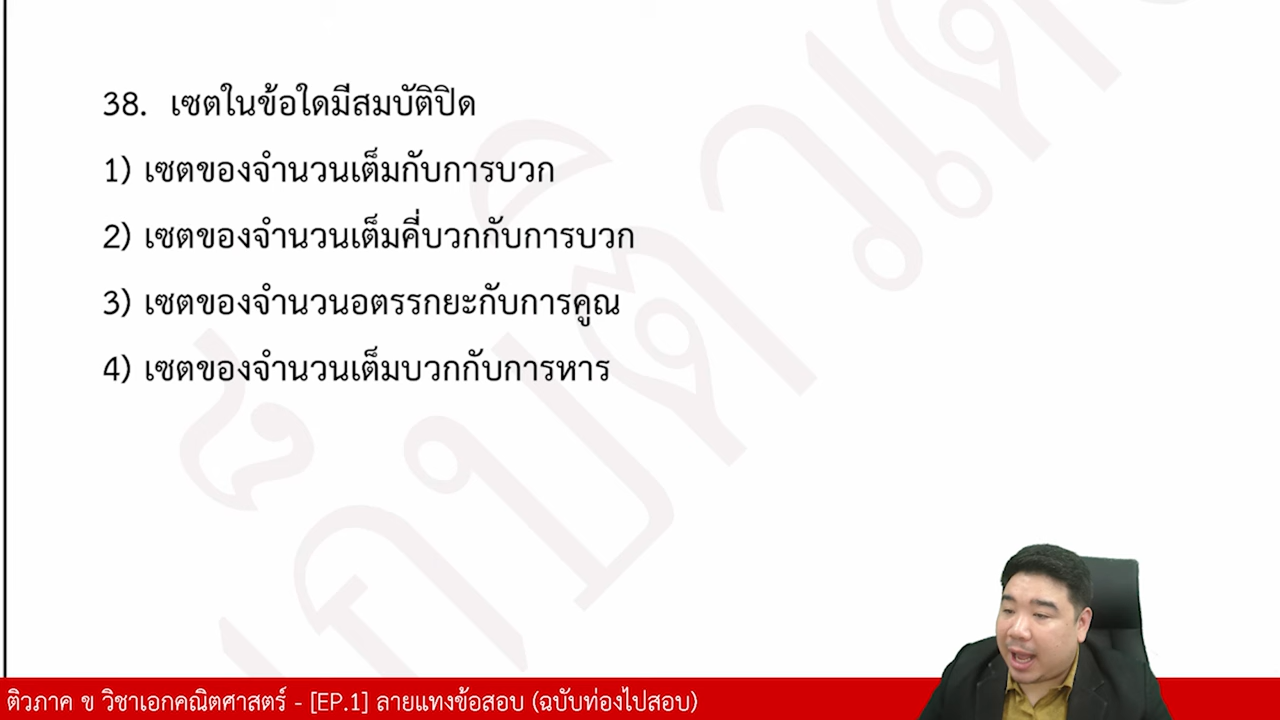 38. เซตในข้อใดมีสมบัติปิด
1) เซตของจำนวนเต็มกับการบวก
2) เซตของจำนวนเต็มคี่บวกกับการบวก
3) เซตของจำนวนอตรรกยะกับการคูณ
4) เซตของจำนวนเต็มบวกกับการหาร
ติวภาค ข วิชาเอกคณิตศาสตร์ - [EP.1] ลายแทงข้อสอบ (ฉบับท่องไปสอบ)